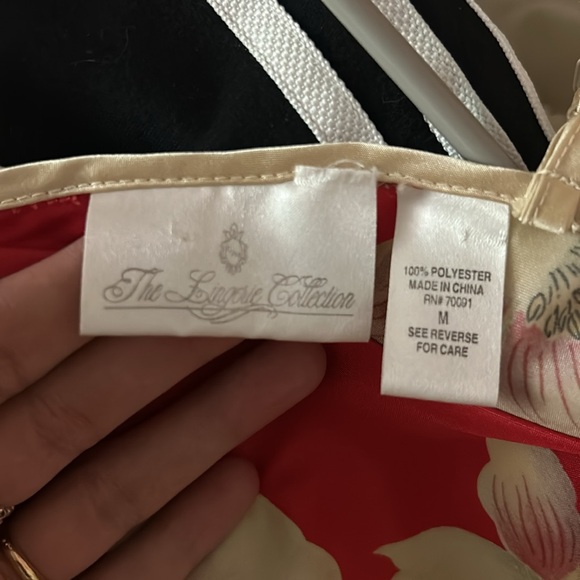 The Lingerie Collection
100% POLYESTER
MADE IN CHINA
RN# 70091
M
SEE REVERSE
FOR CARE